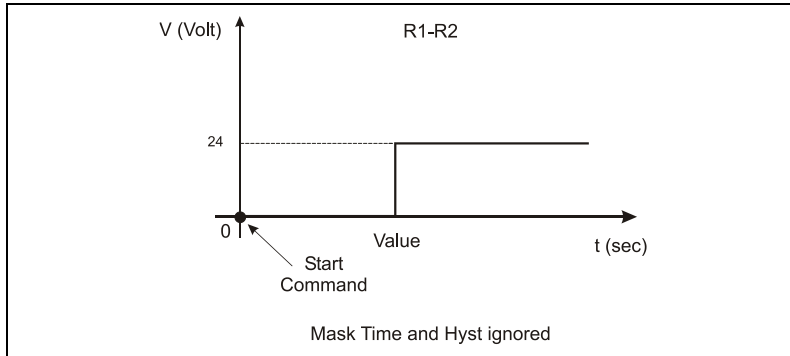 V (Volt)
R1-R2
24
0
Value
t (sec)
Start
Command
Mask Time and Hyst ignored